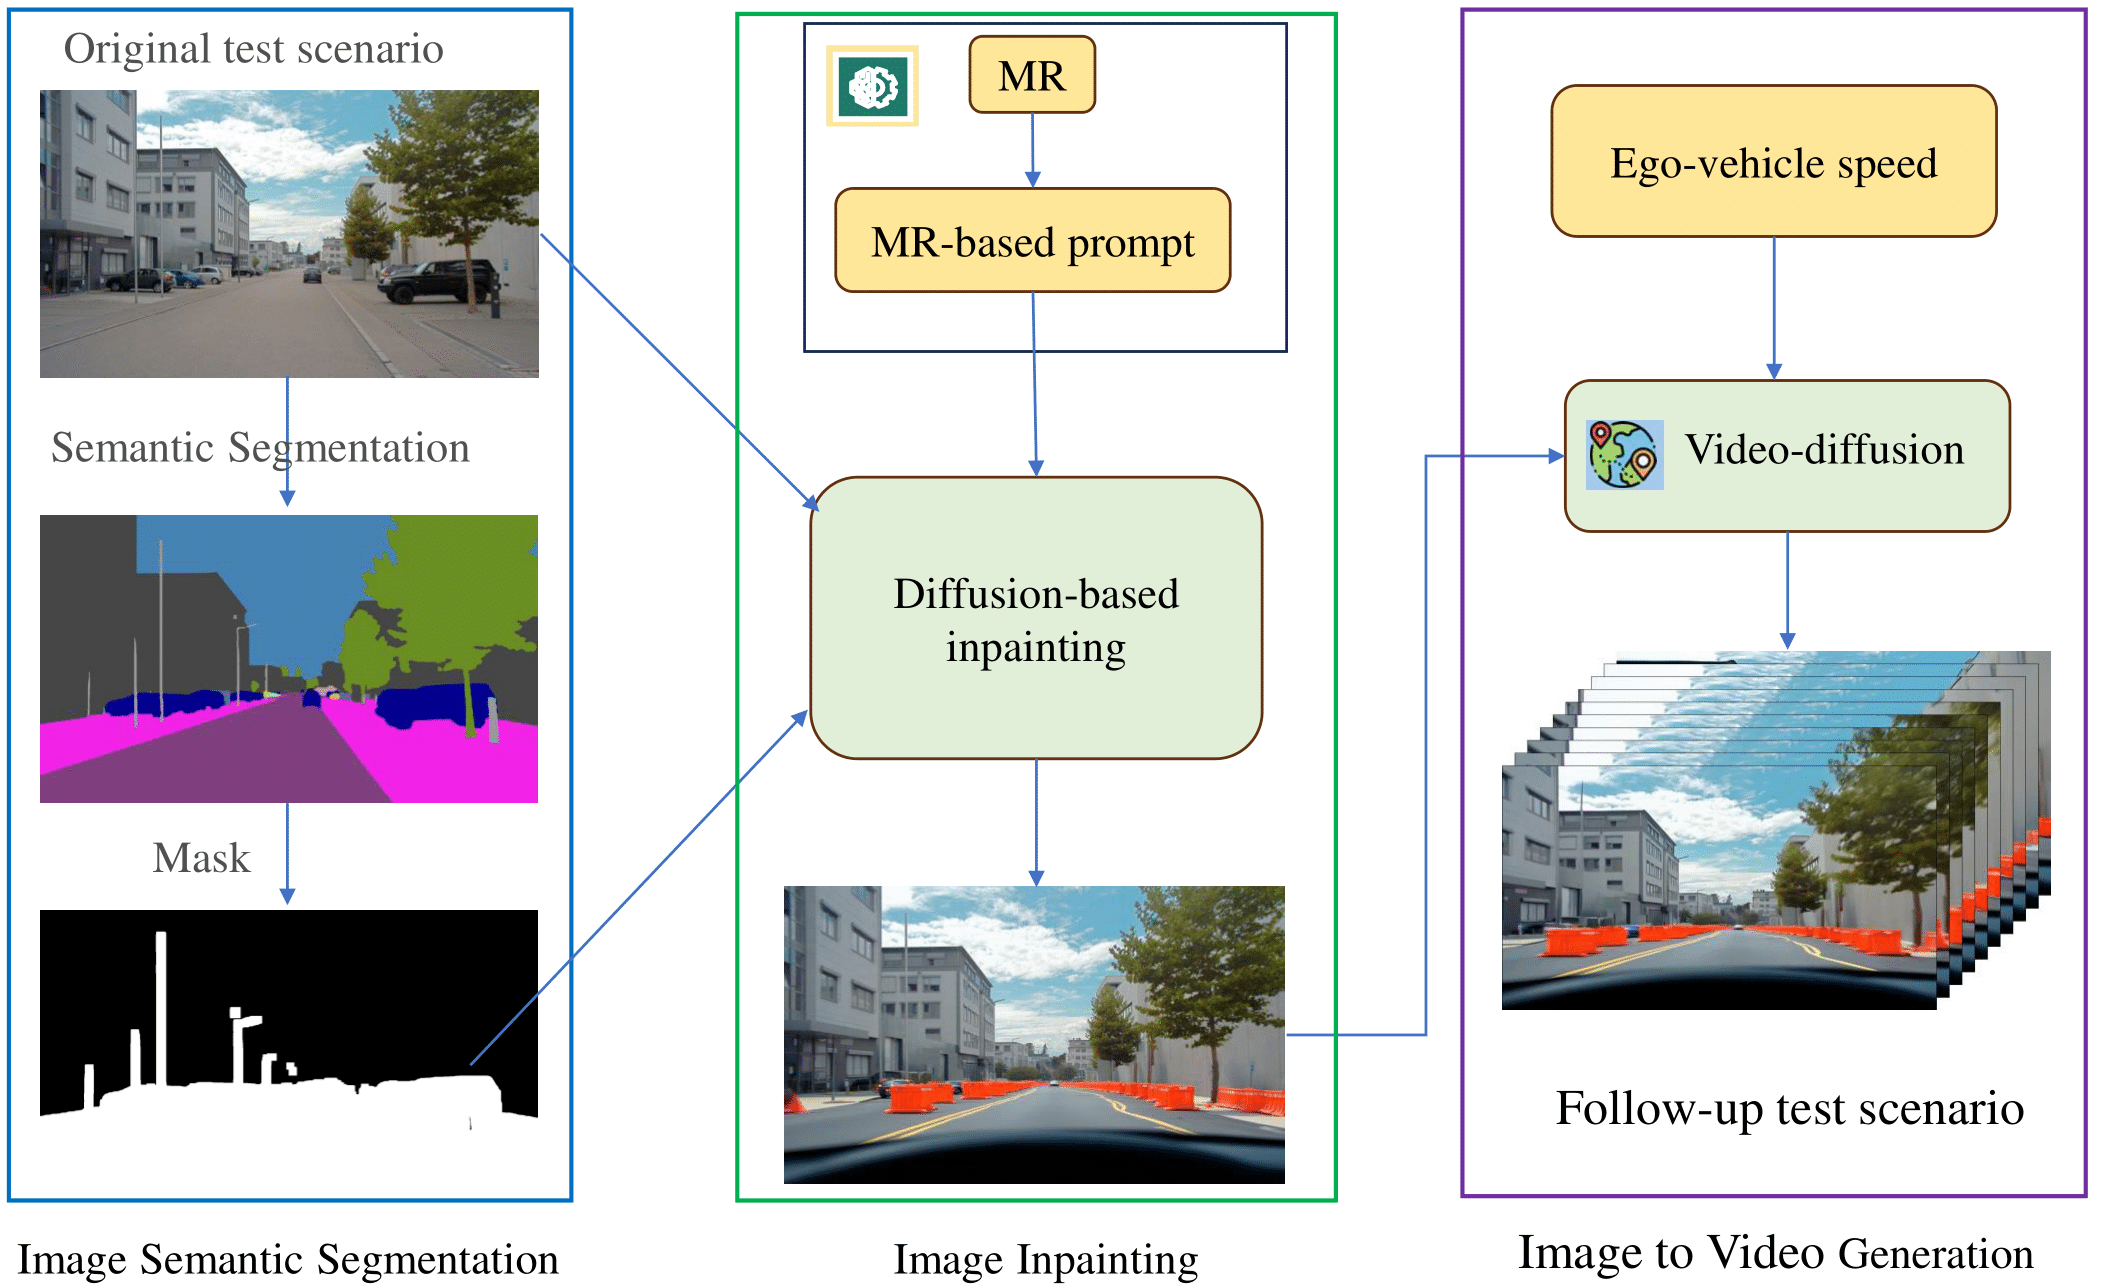 Original test scenario
Semantic Segmentation
Mask
Image Semantic Segmentation
MR
MR-based prompt
Diffusion-based
inpainting
Image Inpainting
Ego-vehicle speed
Video-diffusion
Follow-up test scenario
Image to Video Generation